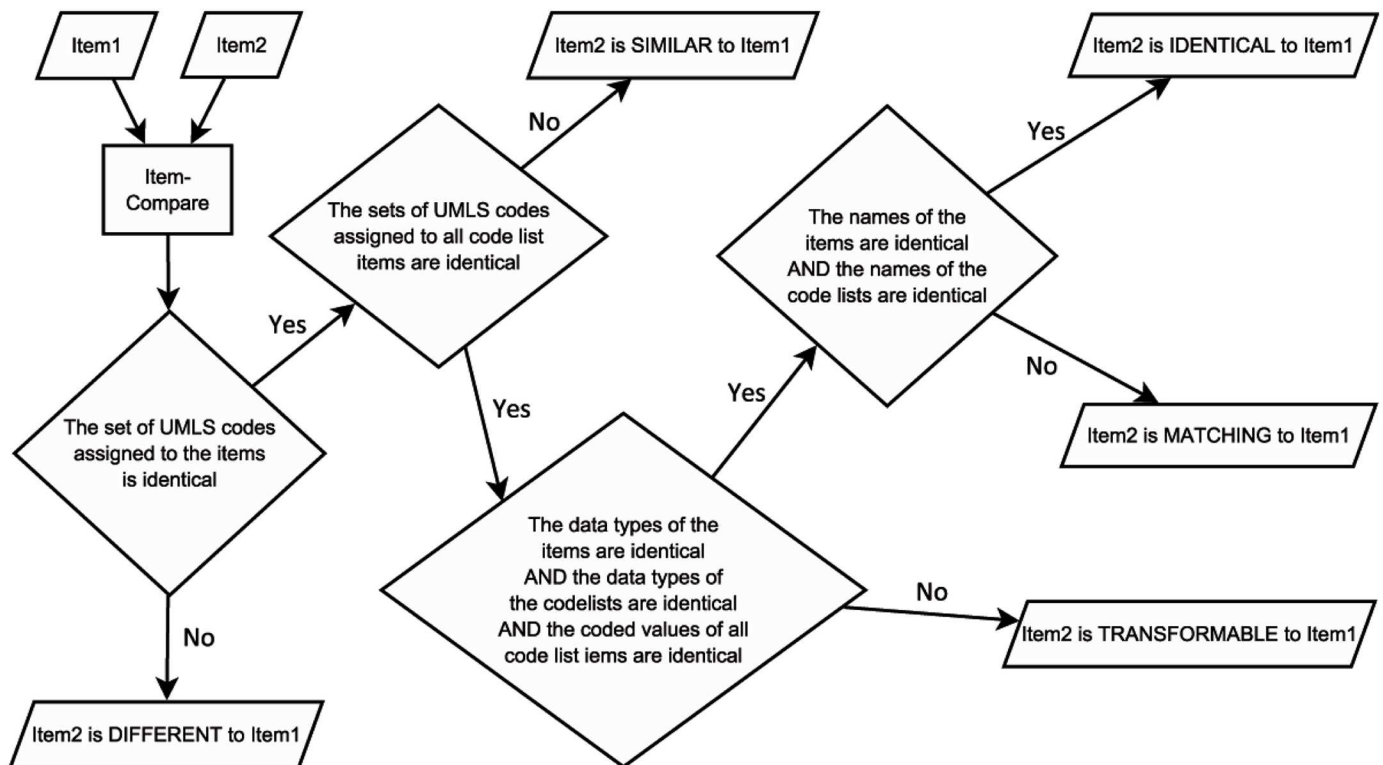 Item1
Item2
Item-
Compare
The set of UMLS codes
assigned to the items
is identical
No
Item2 is DIFFERENT to Item1
Yes
The sets of UMLS codes
assigned to all code list
items are identical
No
Item2 is SIMILAR to Item1
Yes
The data types of the
items are identical
AND the data types of
the codelists are identical
AND the coded values of all
code list iems are identical
No
Item2 is TRANSFORMABLE to Item1
Yes
The names of the
items are identical
AND the names of the
code lists are identical
Yes
Item2 is IDENTICAL to Item1
No
Item2 is MATCHING to Item1